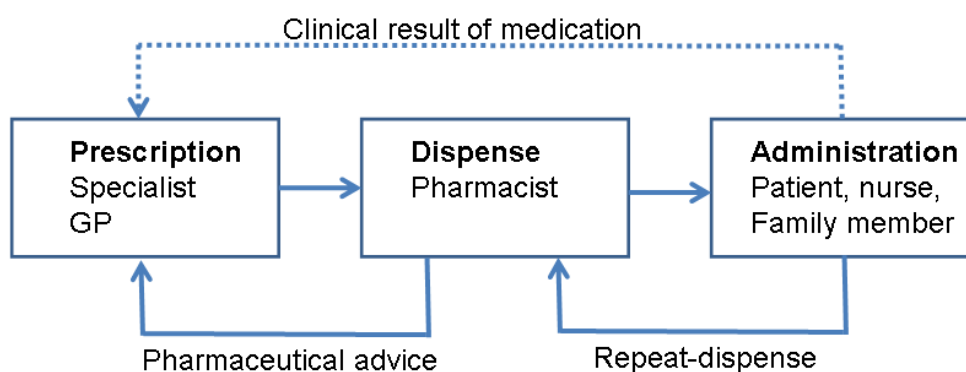 Clinical result of medication
Prescription
Specialist
GP
Dispense
Pharmacist
Administration
Patient, nurse,
Family member
Pharmaceutical advice
Repeat-dispense